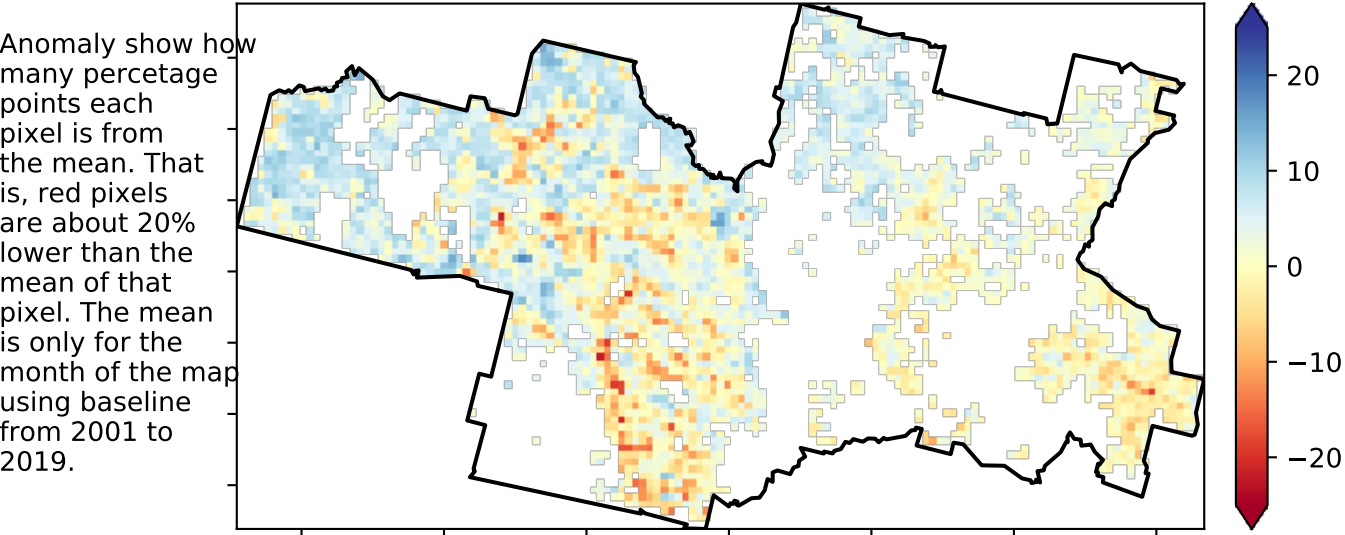 Anomaly show how
many percetage
points each
pixel is from
the mean. That
is, red pixels
are about 20%
lower than the
mean of that
pixel. The mean
is only for the
month of the map
using baseline
from 2001 to
2019.
20
10
0
−10
−20